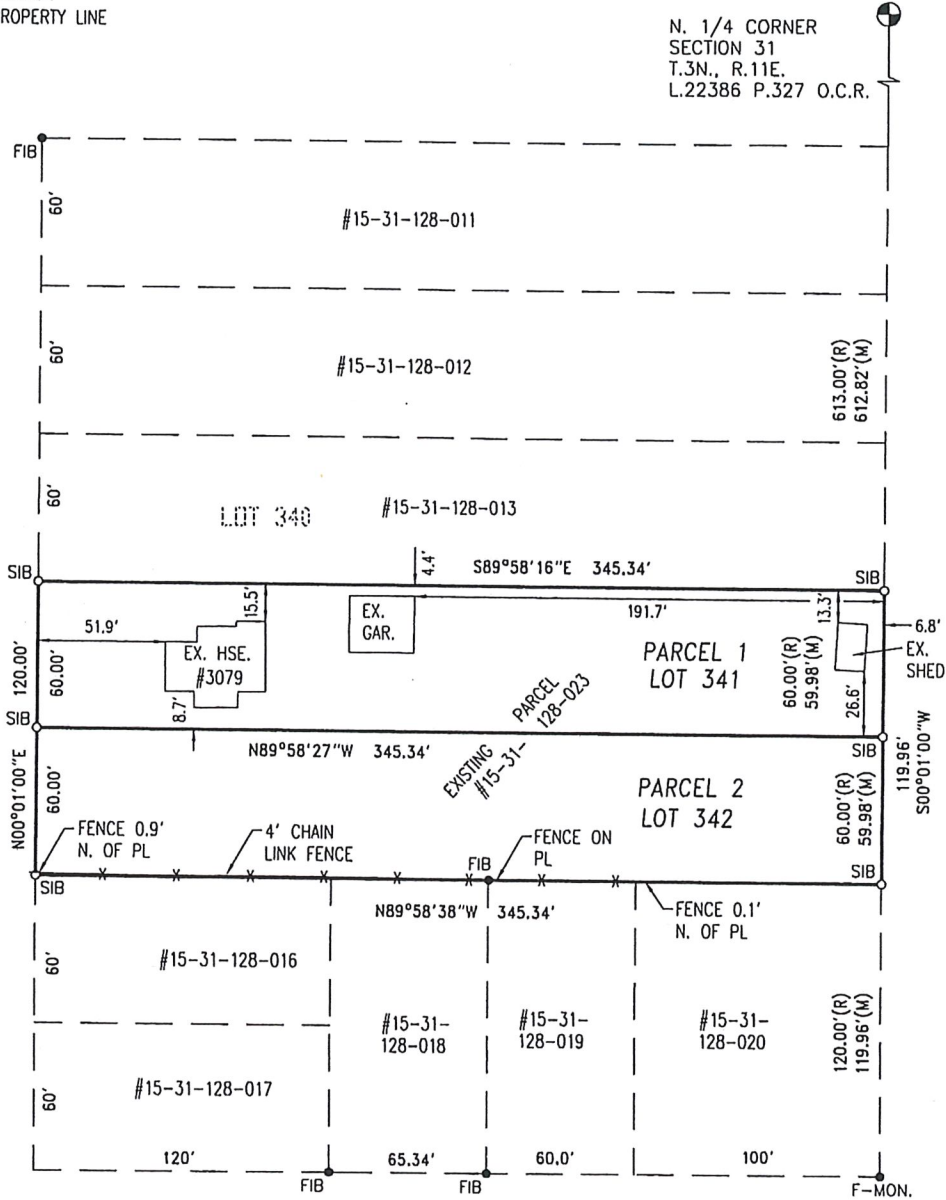 ROPERTY LINE
N. 1/4 CORNER
SECTION 31
T.3N., R.11E.
L.22386 P.327 O.C.R.
FIB
60'
#15-31-128-011
60'
#15-31-128-012
613.00'(R)
612.82'(M)
60'
LOT 340
#15-31-128-013
SIB
4.4'
S89°58'16"E 345.34'
SIB
15.5'
EX.
GAR.
191.7'
13.3'
51.9'
6.8'
EX.
SHED
EX. HSE.
#3079
PARCEL 1
LOT 341
120.00'
60.00'
60.00'(R)
59.98'(M)
26.6'
8.7'
SIB
N89°58'27"W 345.34'
EXISTING PARCEL
#15-31-128-023
SIB
119.96'
S00°01'00"W
N00°01'00"E
60.00'
PARCEL 2
LOT 342
60.00'(R)
59.98'(M)
FENCE 0.9'
N. OF PL
4' CHAIN
LINK FENCE
FENCE ON
PL
FIB
SIB
SIB
N89°58'38"W 345.34'
FENCE 0.1'
N. OF PL
60'
#15-31-128-016
#15-31-
128-018
#15-31-
128-019
#15-31-
128-020
120.00'(R)
119.96'(M)
60'
#15-31-128-017
120'
65.34'
60.0'
100'
FIB
FIB
F-MON.